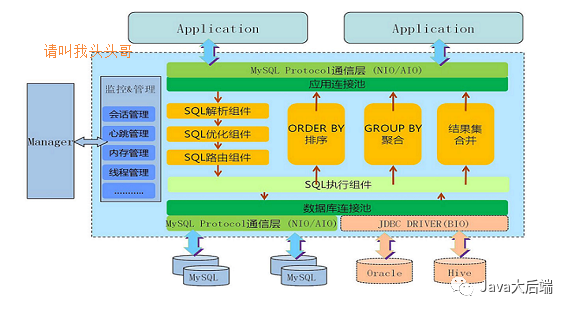 Application
Application
请叫我头头哥
MySQL Protocol通信层 (NIO/AIO)
应用连接池
监控&管理
会话管理
心跳管理
内存管理
线程管理
...........
Manager
SQL解析组件
SQL优化组件
SQL路由组件
ORDER BY
排序
GROUP BY
聚合
结果集
合并
SQL执行组件
数据库连接池
MySQL Protocol通信层 (NIO/AIO)
JDBC DRIVER(BIO)
MySQL
MySQL
Oracle
Hive
Java大后端